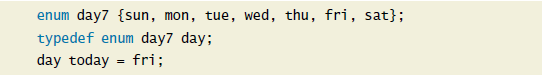 enum day7 {sun, mon, tue, wed, thu, fri, sat};
typedef enum day7 day;
day today = fri;